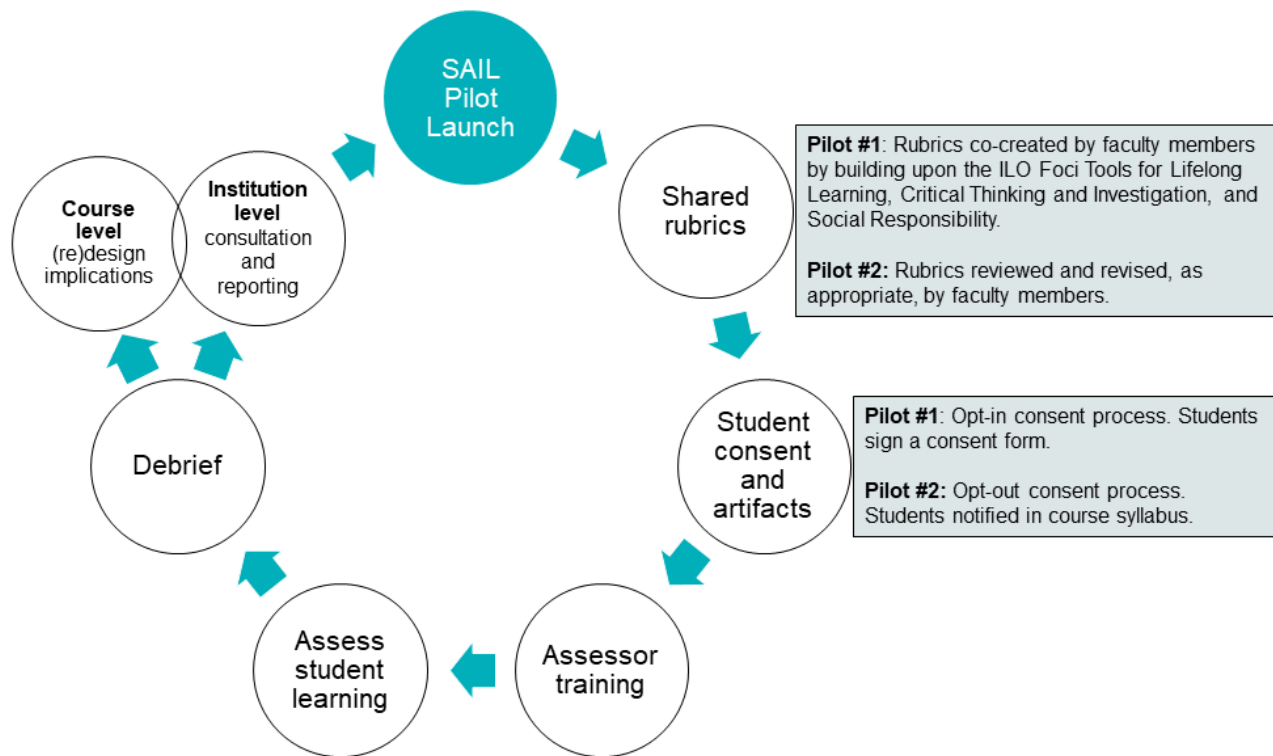 SAIL
Pilot
Launch
Shared
rubrics
Pilot #1: Rubrics co-created by faculty members
by building upon the ILO Foci Tools for Lifelong
Learning, Critical Thinking and Investigation, and
Social Responsibility.
Pilot #2: Rubrics reviewed and revised, as
appropriate, by faculty members.
Student
consent
and
artifacts
Pilot #1: Opt-in consent process. Students
sign a consent form.
Pilot #2: Opt-out consent process.
Students notified in course syllabus.
Assessor
training
Assess
student
learning
Debrief
Course
level
(re)design
implications
Institution
level
consultation
and
reporting